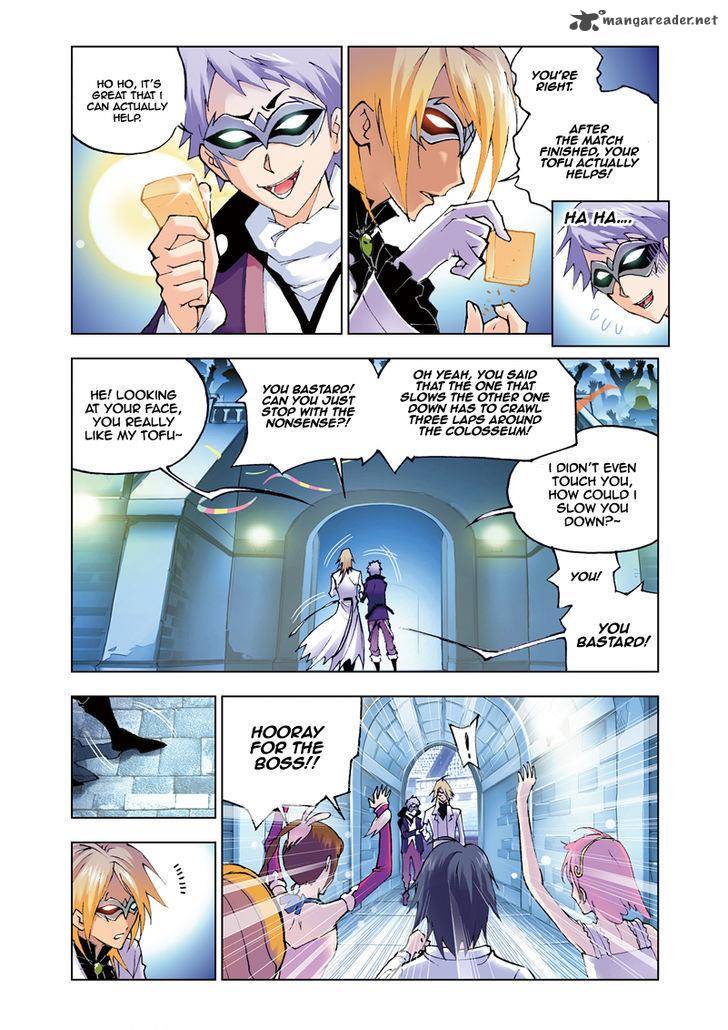 mangareader.net
HO HO, IT'S
GREAT THAT I
CAN ACTUALLY
HELP.
YOU'RE
RIGHT.
AFTER
THE MATCH
FINISHED, YOUR
TOFU ACTUALLY
HELPS!
HA HA....
HE! LOOKING
AT YOUR FACE,
YOU REALLY
LIKE MY TOFU~
YOU BASTARD!
CAN YOU JUST
STOP WITH THE
NONSENSE?!
OH YEAH, YOU SAID
THAT THE ONE THAT
SLOWS THE OTHER ONE
DOWN HAS TO CRAWL
THREE LAPS AROUND
THE COLOSSEUM!
I DIDN'T EVEN
TOUCH YOU,
HOW COULD I
SLOW YOU
DOWN?~
YOU!
YOU
BASTARD!
HOORAY
FOR THE
BOSS!!
!